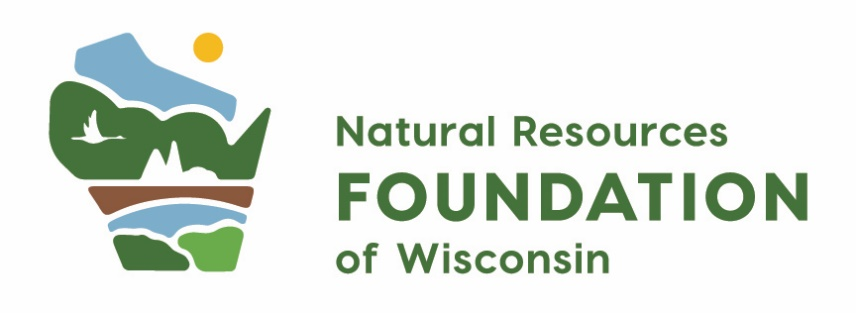 Natural Resources
FOUNDATION
of Wisconsin